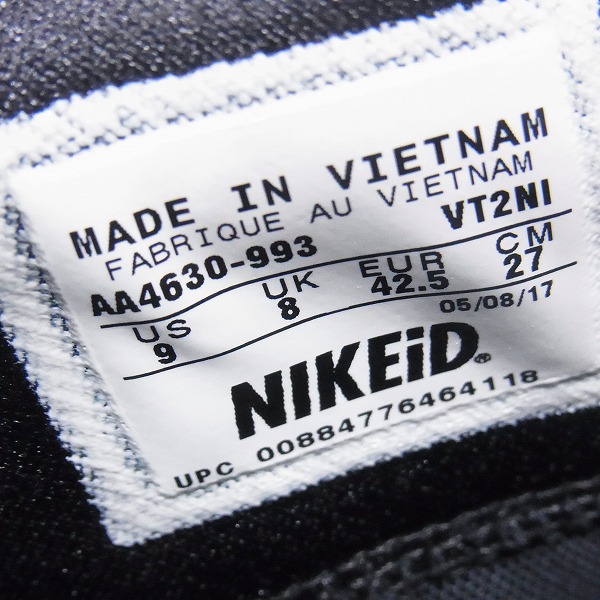 MADE IN VIETNAM
FABRIQUE AU VIETNAM
AA4630-993 VT2NI
US UK EUR CM
9 8 42.5 27
05/08/17
NIKEiD®
UPC 00884776464118